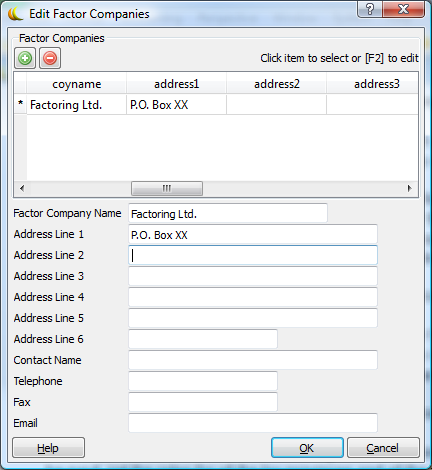 Edit Factor Companies
Factor Companies
Click item to select or [F2] to edit
coyname address1 address2 address3
* Factoring Ltd. P.O. Box XX
Factor Company Name Factoring Ltd.
Address Line 1 P.O. Box XX
Address Line 2
Address Line 3
Address Line 4
Address Line 5
Address Line 6
Contact Name
Telephone
Fax
Email
Help OK Cancel